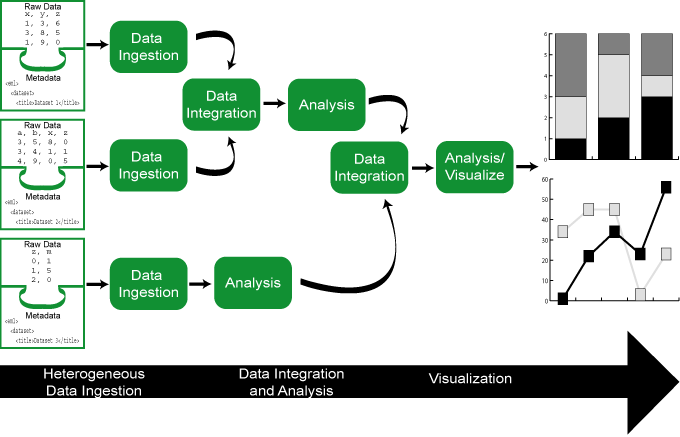 Raw Data
x, y, z
1, 3, 6
3, 8, 5
1, 9, 0
Metadata
<eml>
<dataset>
<title>Dataset 1</title>
Raw Data
a, b, x, z
3, 5, 8, 0
3, 4, 1, 1
4, 9, 0, 5
Metadata
<eml>
<dataset>
<title>Dataset 2</title>
Raw Data
z, m
0, 1
1, 5
2, 0
Metadata
<eml>
<dataset>
<title>Dataset 3</title>
Data
Ingestion
Data
Ingestion
Data
Ingestion
Data
Integration
Analysis
Analysis
Data
Integration
Analysis/
Visualize
6
5
4
3
2
1
0
60
50
40
30
20
10
0
Heterogeneous
Data Ingestion
Data Integration
and Analysis
Visualization